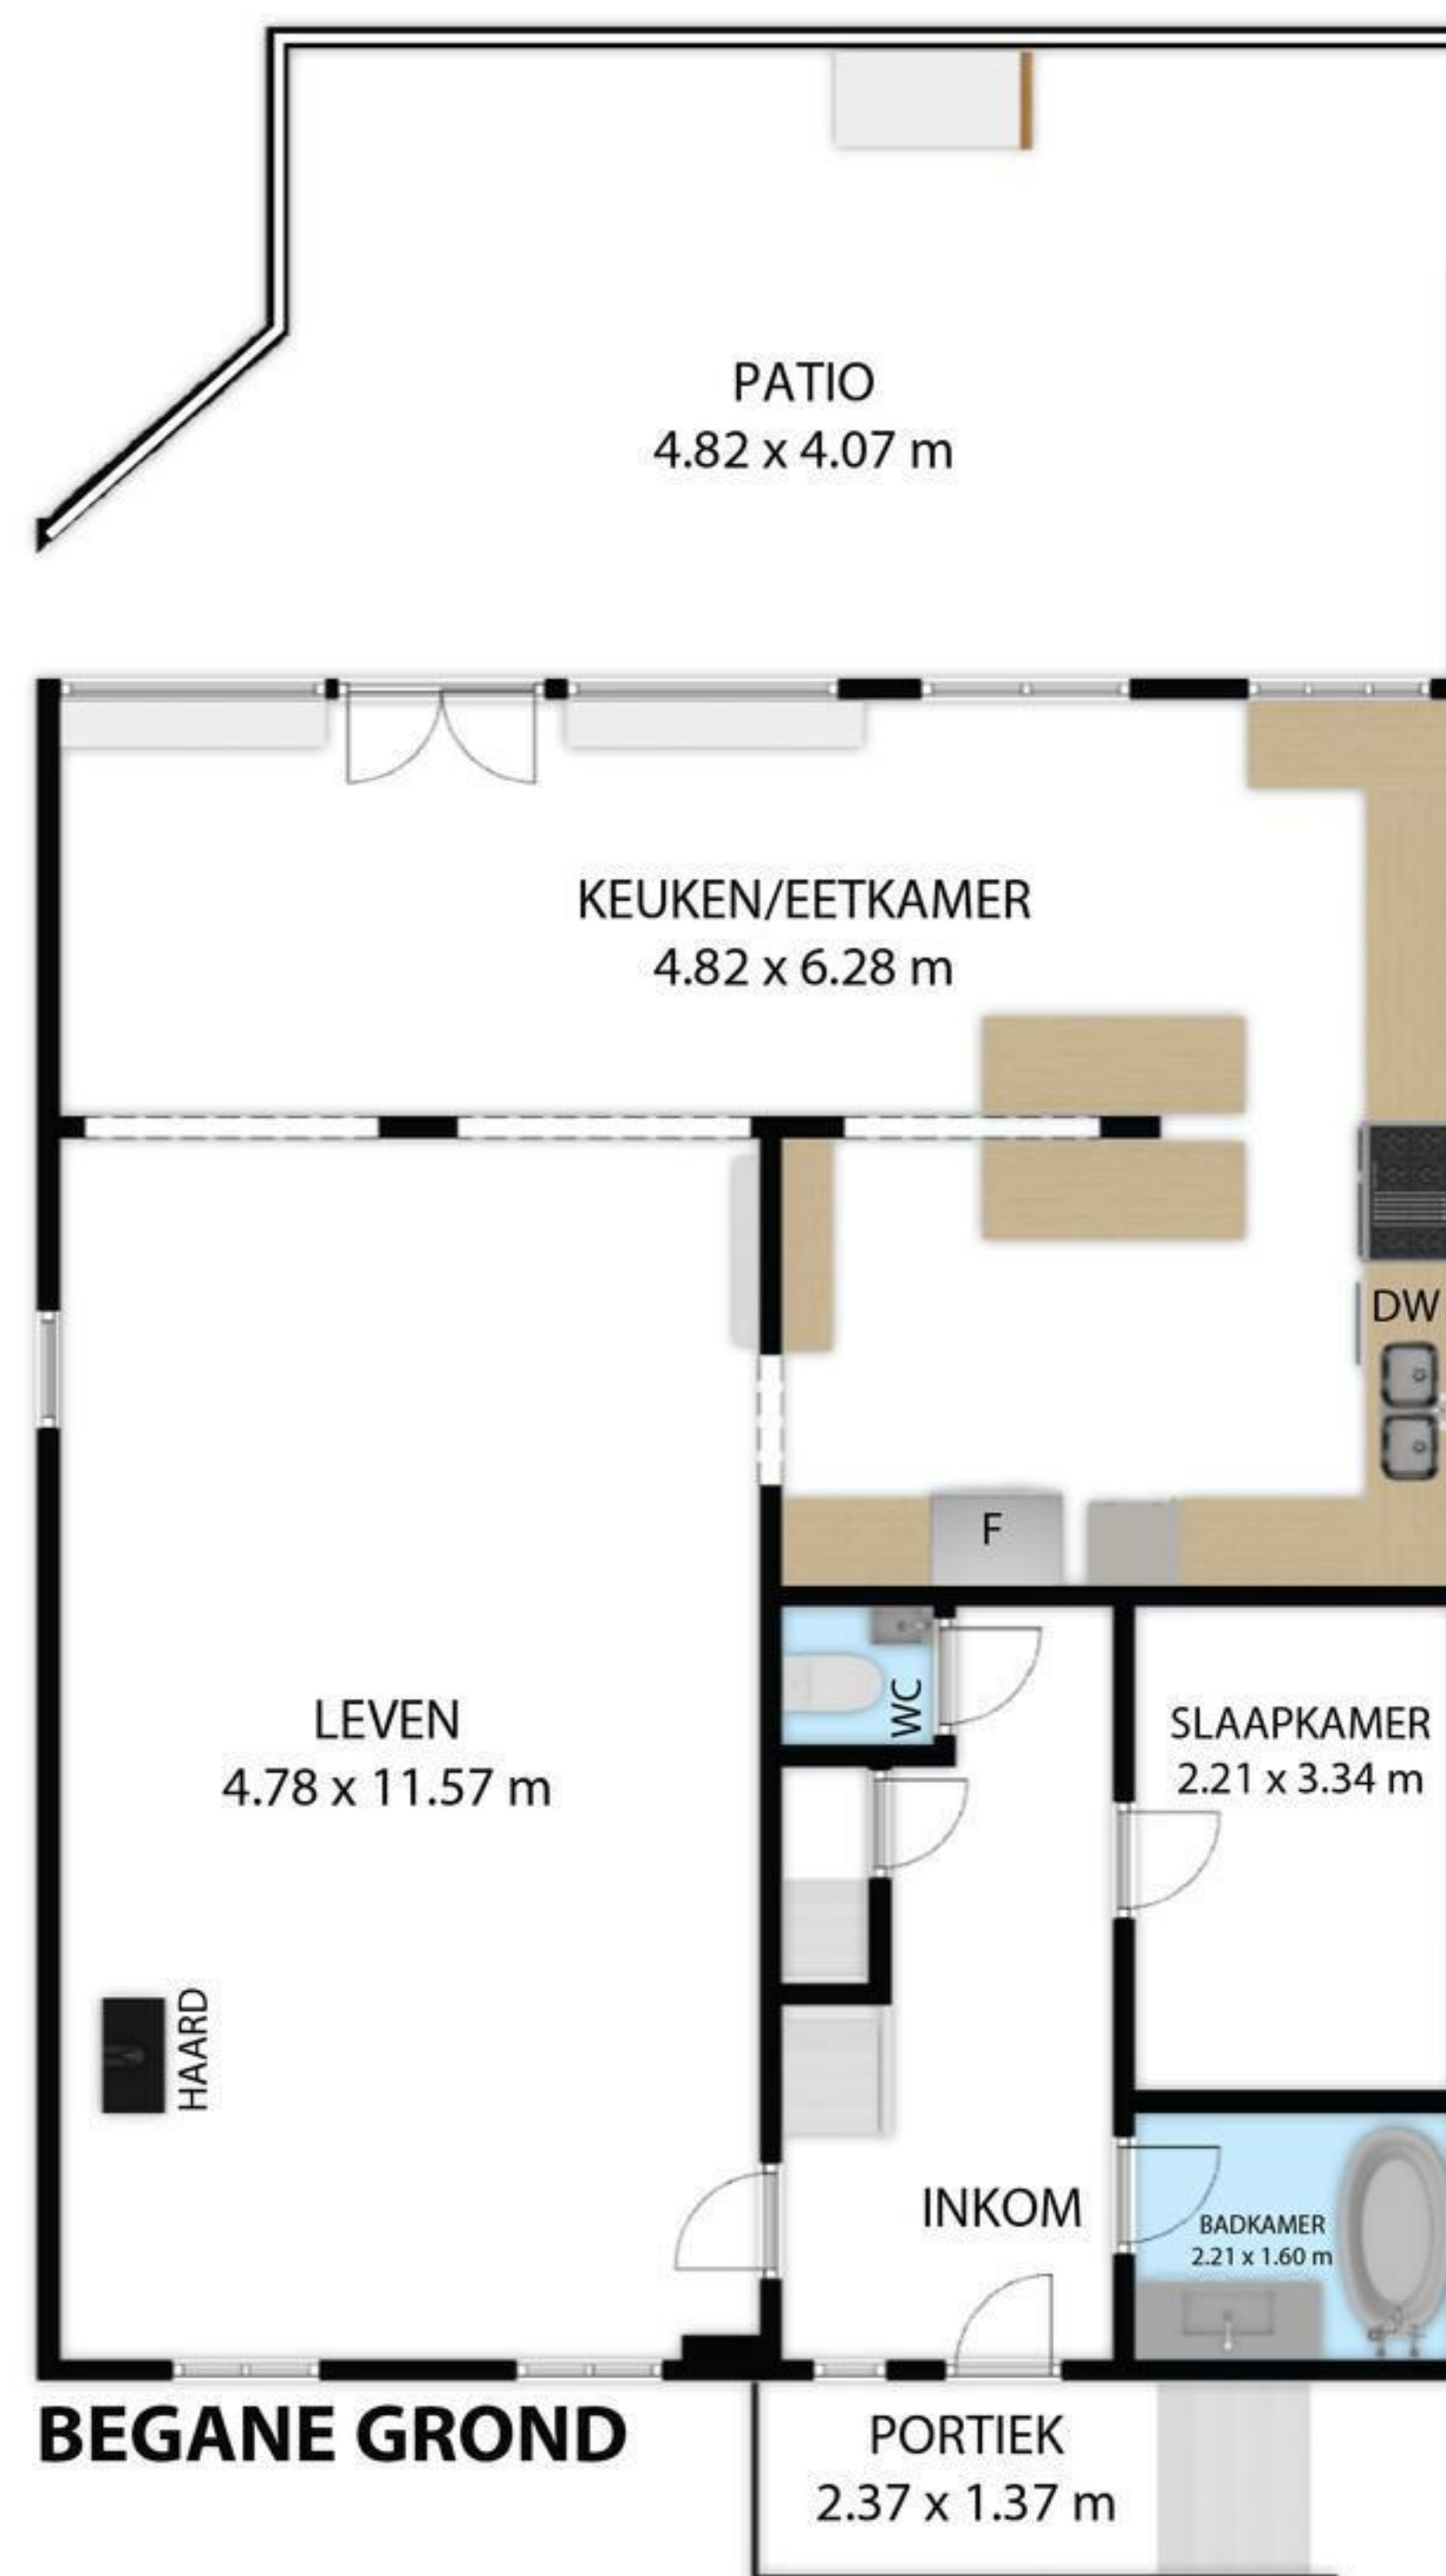 PATIO
4.82 x 4.07 m
KEUKEN/EETKAMER
4.82 x 6.28 m
DW
F
WC
LEVEN
4.78 x 11.57 m
SLAAPKAMER
2.21 x 3.34 m
HAARD
INKOM
BADKAMER
2.21 x 1.60 m
BEGANE GROND
PORTIEK
2.37 x 1.37 m